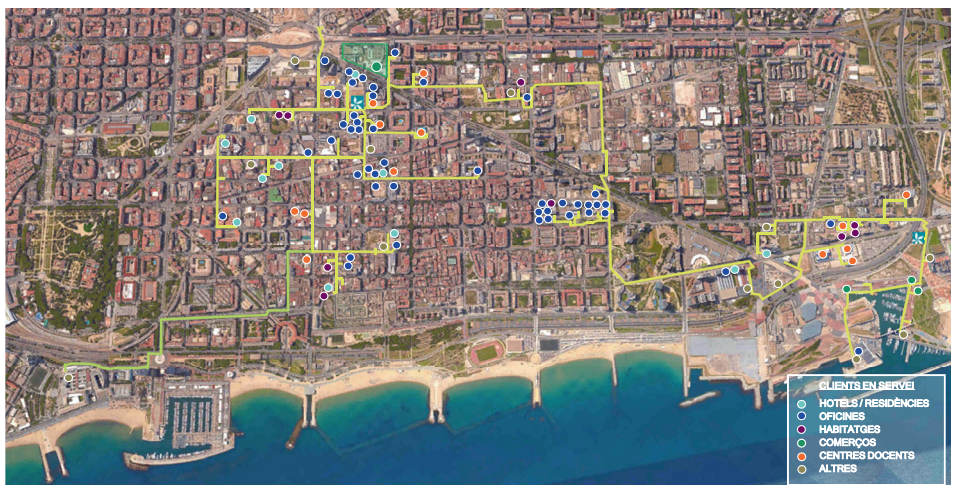 CLIENTS EN SERVEI
HOTELS / RESIDÈNCIES
OFICINES
HABITATGES
COMERÇOS
CENTRES DOCENTS
ALTRES